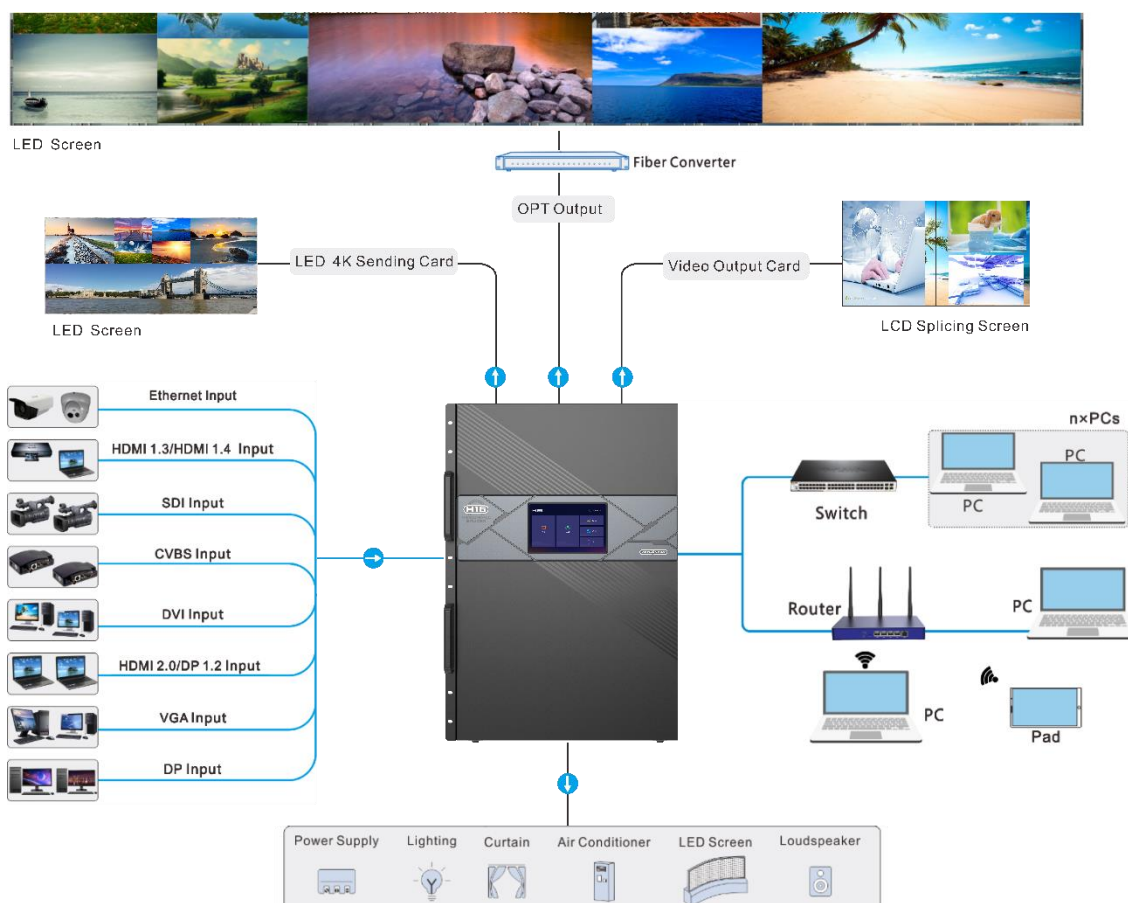 LED Screen
Fiber Converter
OPT Output
LED 4K Sending Card
Video Output Card
LED Screen
LCD Splicing Screen
Ethernet Input
HDMI 1.3/HDMI 1.4 Input
SDI Input
CVBS Input
DVI Input
HDMI 2.0/DP 1.2 Input
VGA Input
DP Input
n×PCs
PC
PC
Switch
Router
PC
PC
Pad
Power Supply
Lighting
Curtain
Air Conditioner
LED Screen
Loudspeaker